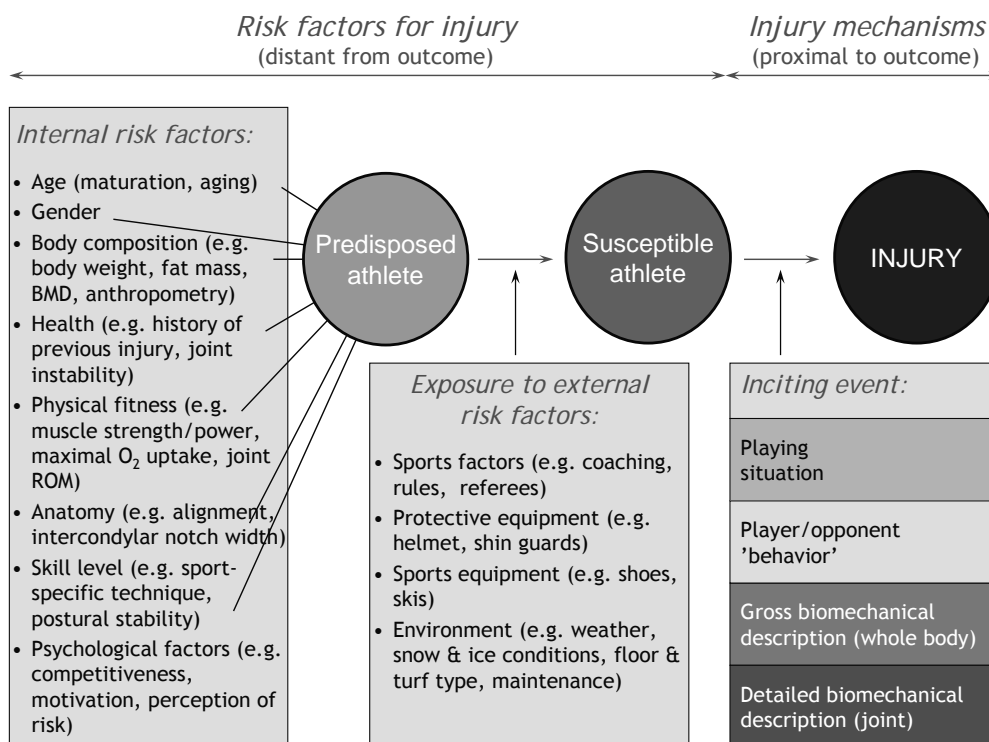 Risk factors for injury
(distant from outcome)
Injury mechanisms
(proximal to outcome)
Internal risk factors:
• Age (maturation, aging)
• Gender
• Body composition (e.g.
body weight, fat mass,
BMD, anthropometry)
• Health (e.g. history of
previous injury, joint
instability)
• Physical fitness (e.g.
muscle strength/power,
maximal O₂ uptake, joint
ROM)
• Anatomy (e.g. alignment,
intercondylar notch width)
• Skill level (e.g. sport-
specific technique,
postural stability)
• Psychological factors (e.g.
competitiveness,
motivation, perception of
risk)
Predisposed
athlete
Susceptible
athlete
INJURY
Exposure to external
risk factors:
• Sports factors (e.g. coaching,
rules, referees)
• Protective equipment (e.g.
helmet, shin guards)
• Sports equipment (e.g. shoes,
skis)
• Environment (e.g. weather,
snow & ice conditions, floor &
turf type, maintenance)
Inciting event:
Playing
situation
Player/opponent
’behavior’
Gross biomechanical
description (whole body)
Detailed biomechanical
description (joint)